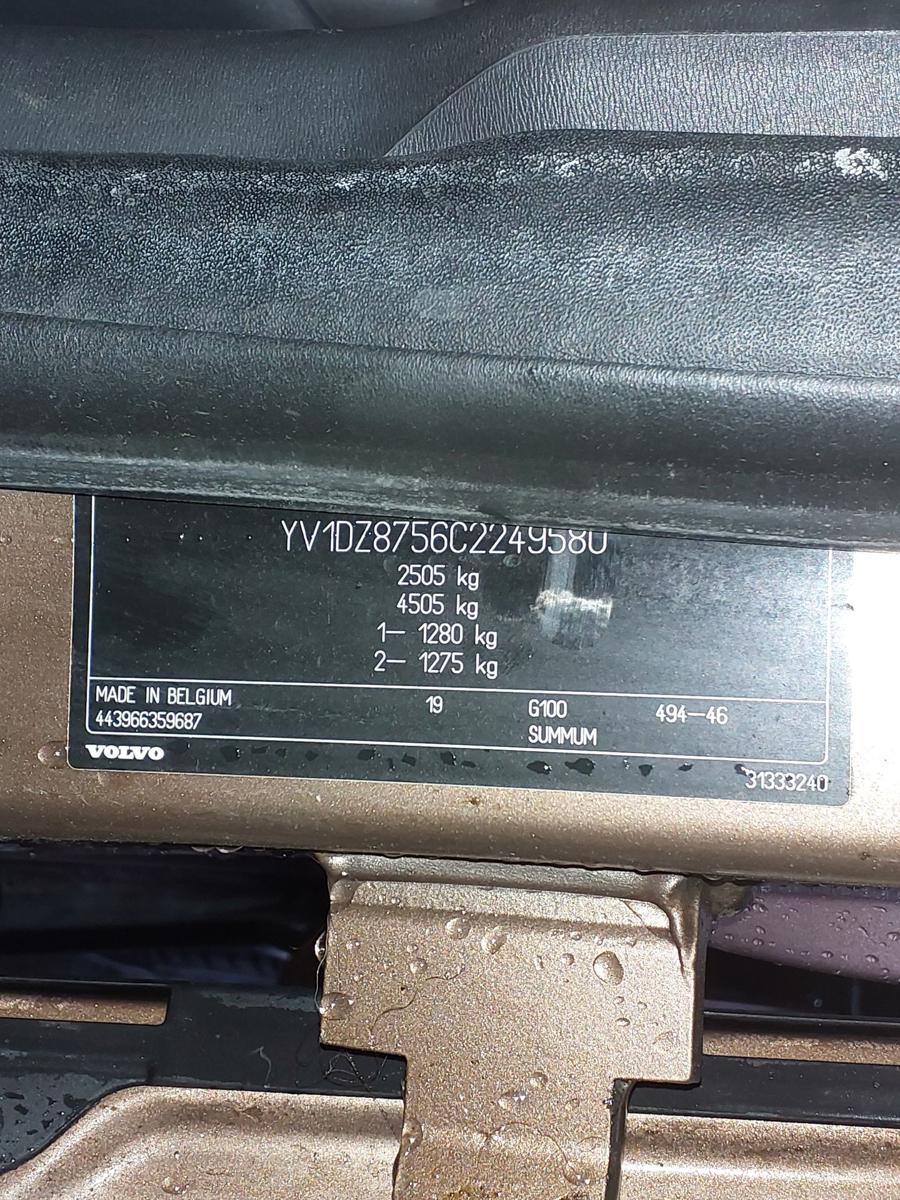 YV1DZ8756C2249580
2505 kg
4505 kg
1— 1280 kg
2— 1275 kg
MADE IN BELGIUM 19 G100 494—46
443966359687 SUMMUM
VOLVO
31333240